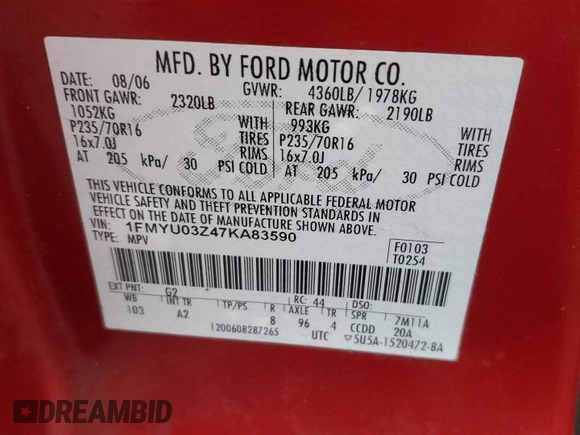 MFD. BY FORD MOTOR CO.
DATE: 08/06 GVWR: 4360LB/ 1978KG
FRONT GAWR: 2320LB REAR GAWR: 2190LB
1052KG WITH 993KG WITH
P235/70R16 TIRES P235/70R16 TIRES
16x7.0J RIMS 16x7.0J RIMS
AT 205 kPa/ 30 PSI COLD AT 205 kPa/ 30 PSI COLD
THIS VEHICLE CONFORMS TO ALL APPLICABLE FEDERAL MOTOR
VEHICLE SAFETY AND THEFT PREVENTION STANDARDS IN
EFFECT ON THE DATE OF MANUFACTURE SHOWN ABOVE.
VIN: 1FMYU03Z47KA83590
TYPE: MPV
F0103
T0254
EXT PNT: G2 RC: 44 DSO:
WB INT TR TP/PS R AXLE TR SPR 7M11A
103 A2 8 96 4 CCDD 20A
1200608287265 UTC ▽5U5A-1520472-BA
Ford
DREAMBID